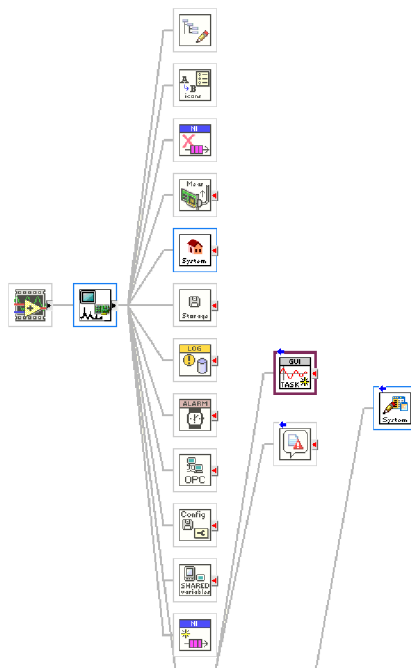 A
B
icons
NI
Meas
System
Storage
LOG
ALARM
GUI
TASK
System
OPC
Config
SHARED
variables
NI